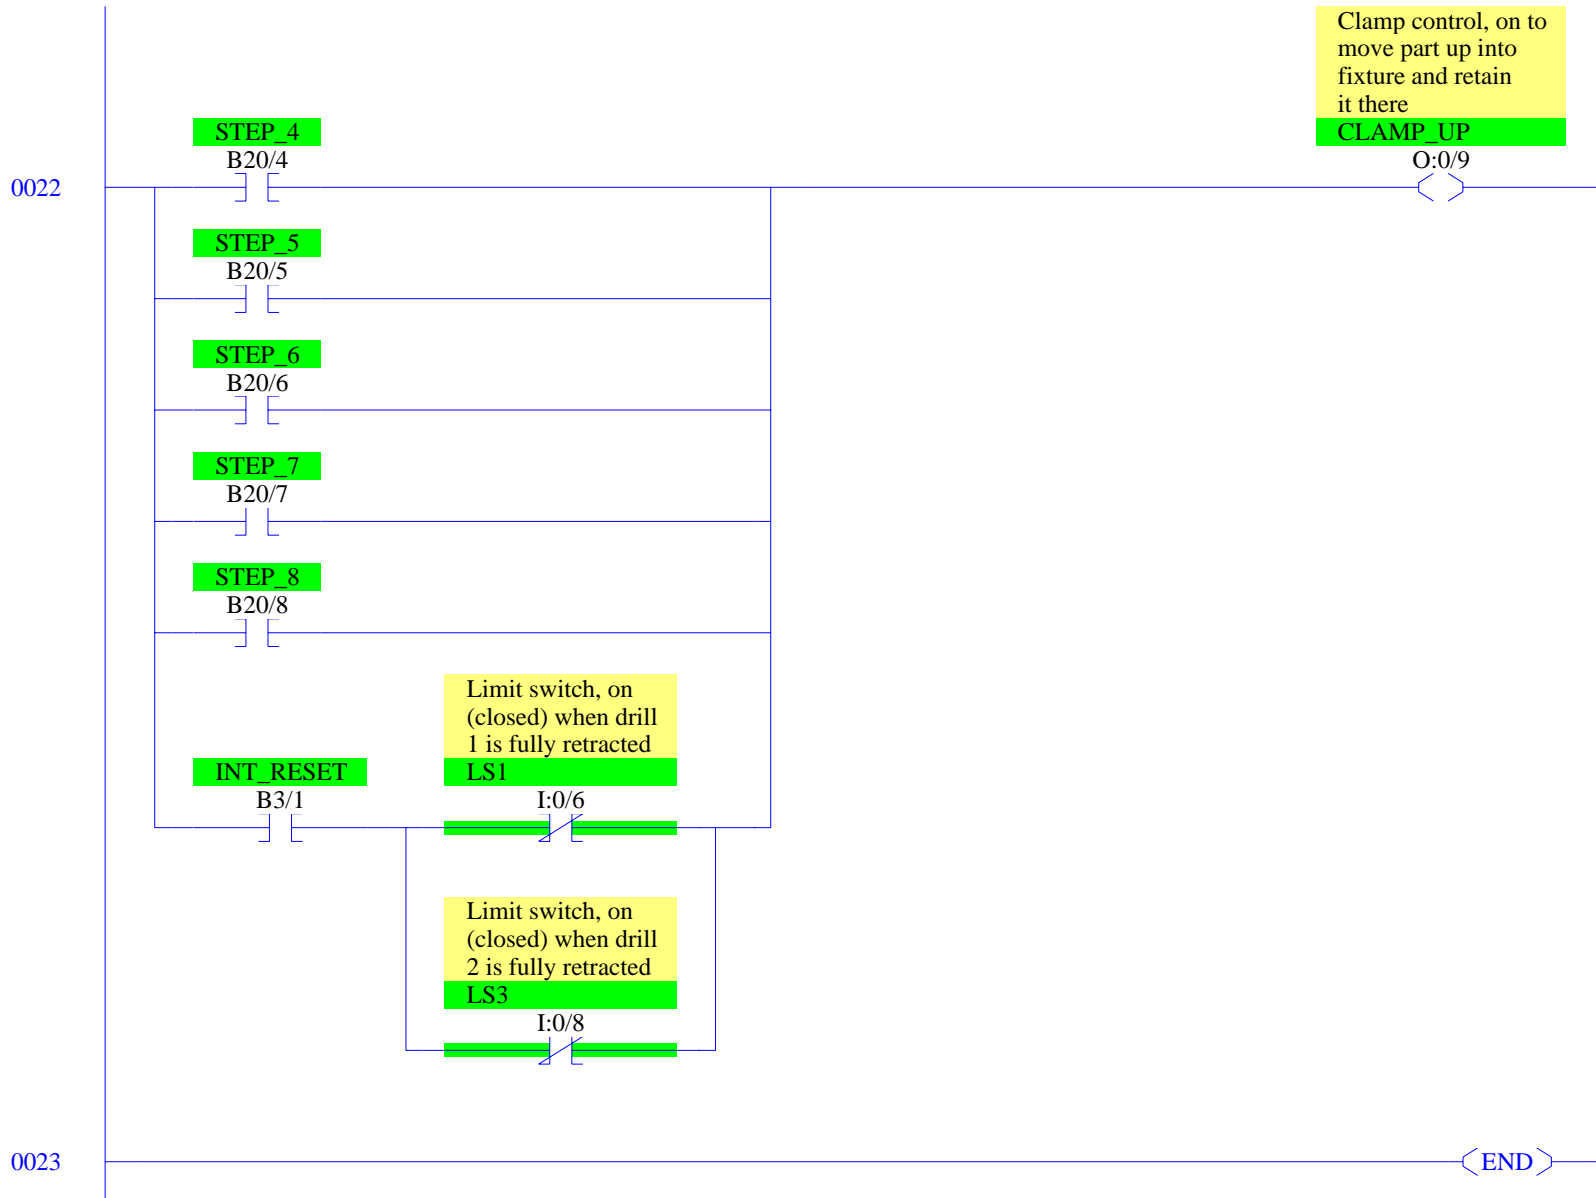 Clamp control, on to
move part up into
fixture and retain
it there
CLAMP_UP
O:0/9
STEP_4
B20/4
0022
STEP_5
B20/5
STEP_6
B20/6
STEP_7
B20/7
STEP_8
B20/8
Limit switch, on
(closed) when drill
1 is fully retracted
INT_RESET
LS1
B3/1
I:0/6
Limit switch, on
(closed) when drill
2 is fully retracted
LS3
I:0/8
0023
END